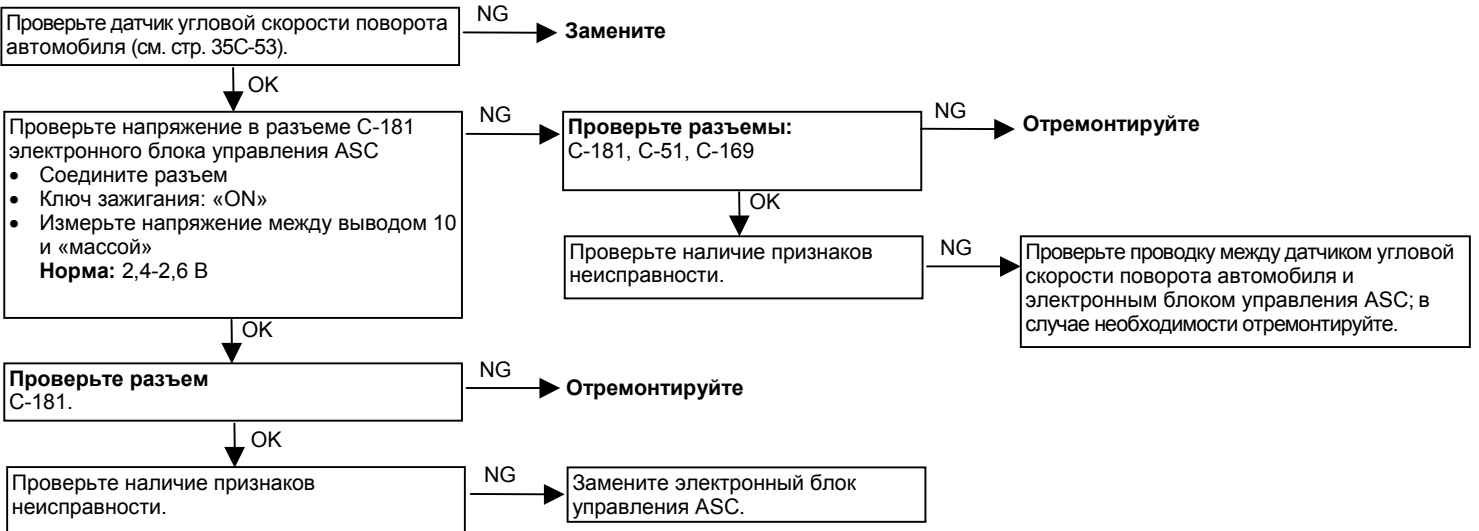 Проверьте датчик угловой скорости поворота
автомобиля (см. стр. 35C-53).
NG
Замените
OK
Проверьте напряжение в разъеме C-181
электронного блока управления ASC
• Соедините разъем
• Ключ зажигания: «ON»
• Измерьте напряжение между выводом 10
и «массой»
Норма: 2,4-2,6 В
NG
Проверьте разъемы:
C-181, C-51, C-169
NG
Отремонтируйте
OK
Проверьте наличие признаков
неисправности.
NG
Проверьте проводку между датчиком угловой
скорости поворота автомобиля и
электронным блоком управления ASC; в
случае необходимости отремонтируйте.
OK
Проверьте разъем
C-181.
NG
Отремонтируйте
OK
Проверьте наличие признаков
неисправности.
NG
Замените электронный блок
управления ASC.